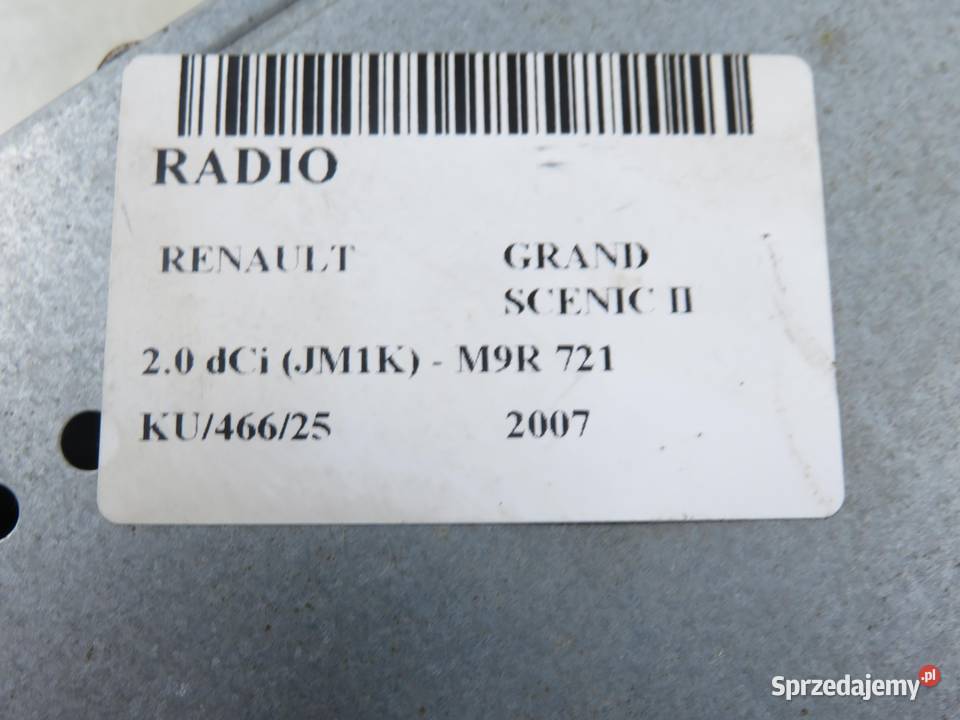 RADIO
RENAULT GRAND
SCENIC II
2.0 dCi (JM1K) - M9R 721
KU/466/25 2007
Sprzedajemy.pl